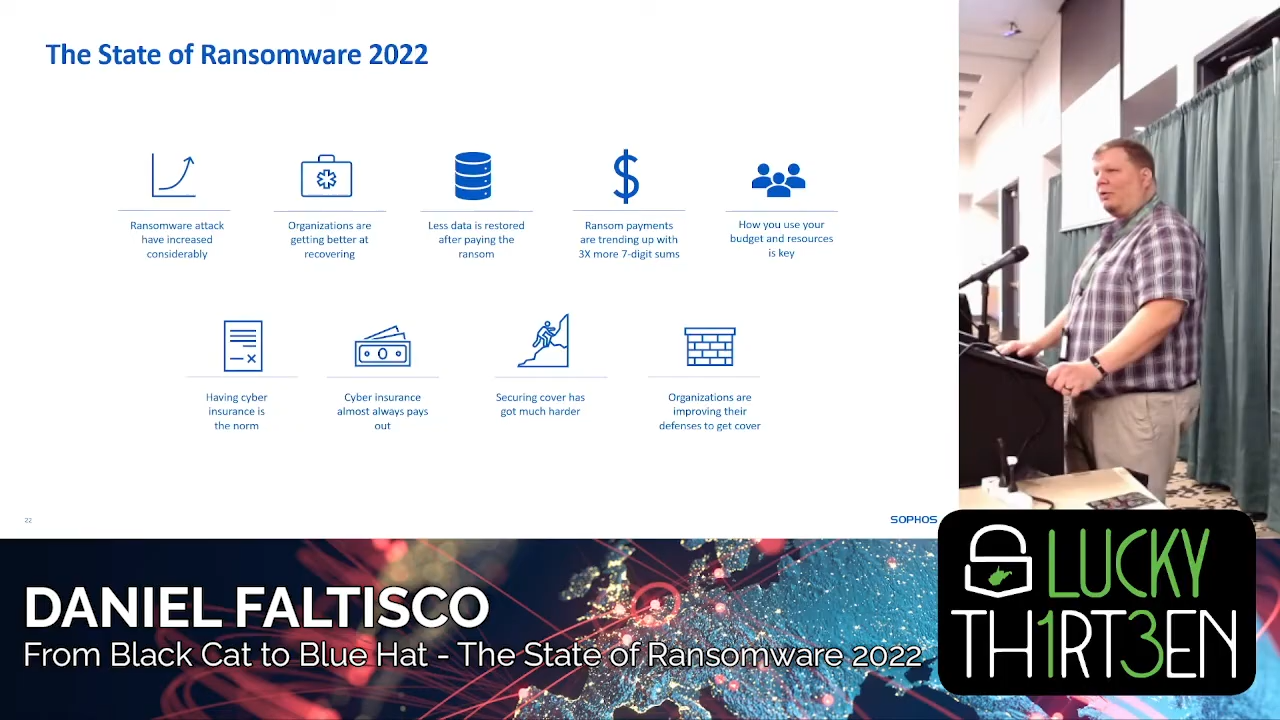 The State of Ransomware 2022
Ransomware attack
have increased
considerably
Organizations are
getting better at
recovering
Less data is restored
after paying the
ransom
Ransom payments
are trending up with
3X more 7-digit sums
How you use your
budget and resources
is key
Having cyber
insurance is
the norm
Cyber insurance
almost always pays
out
Securing cover has
got much harder
Organizations are
improving their
defenses to get cover
22
SOPHOS
DANIEL FALTISCO
From Black Cat to Blue Hat - The State of Ransomware 2022
LUCKY
TH1RT3EN